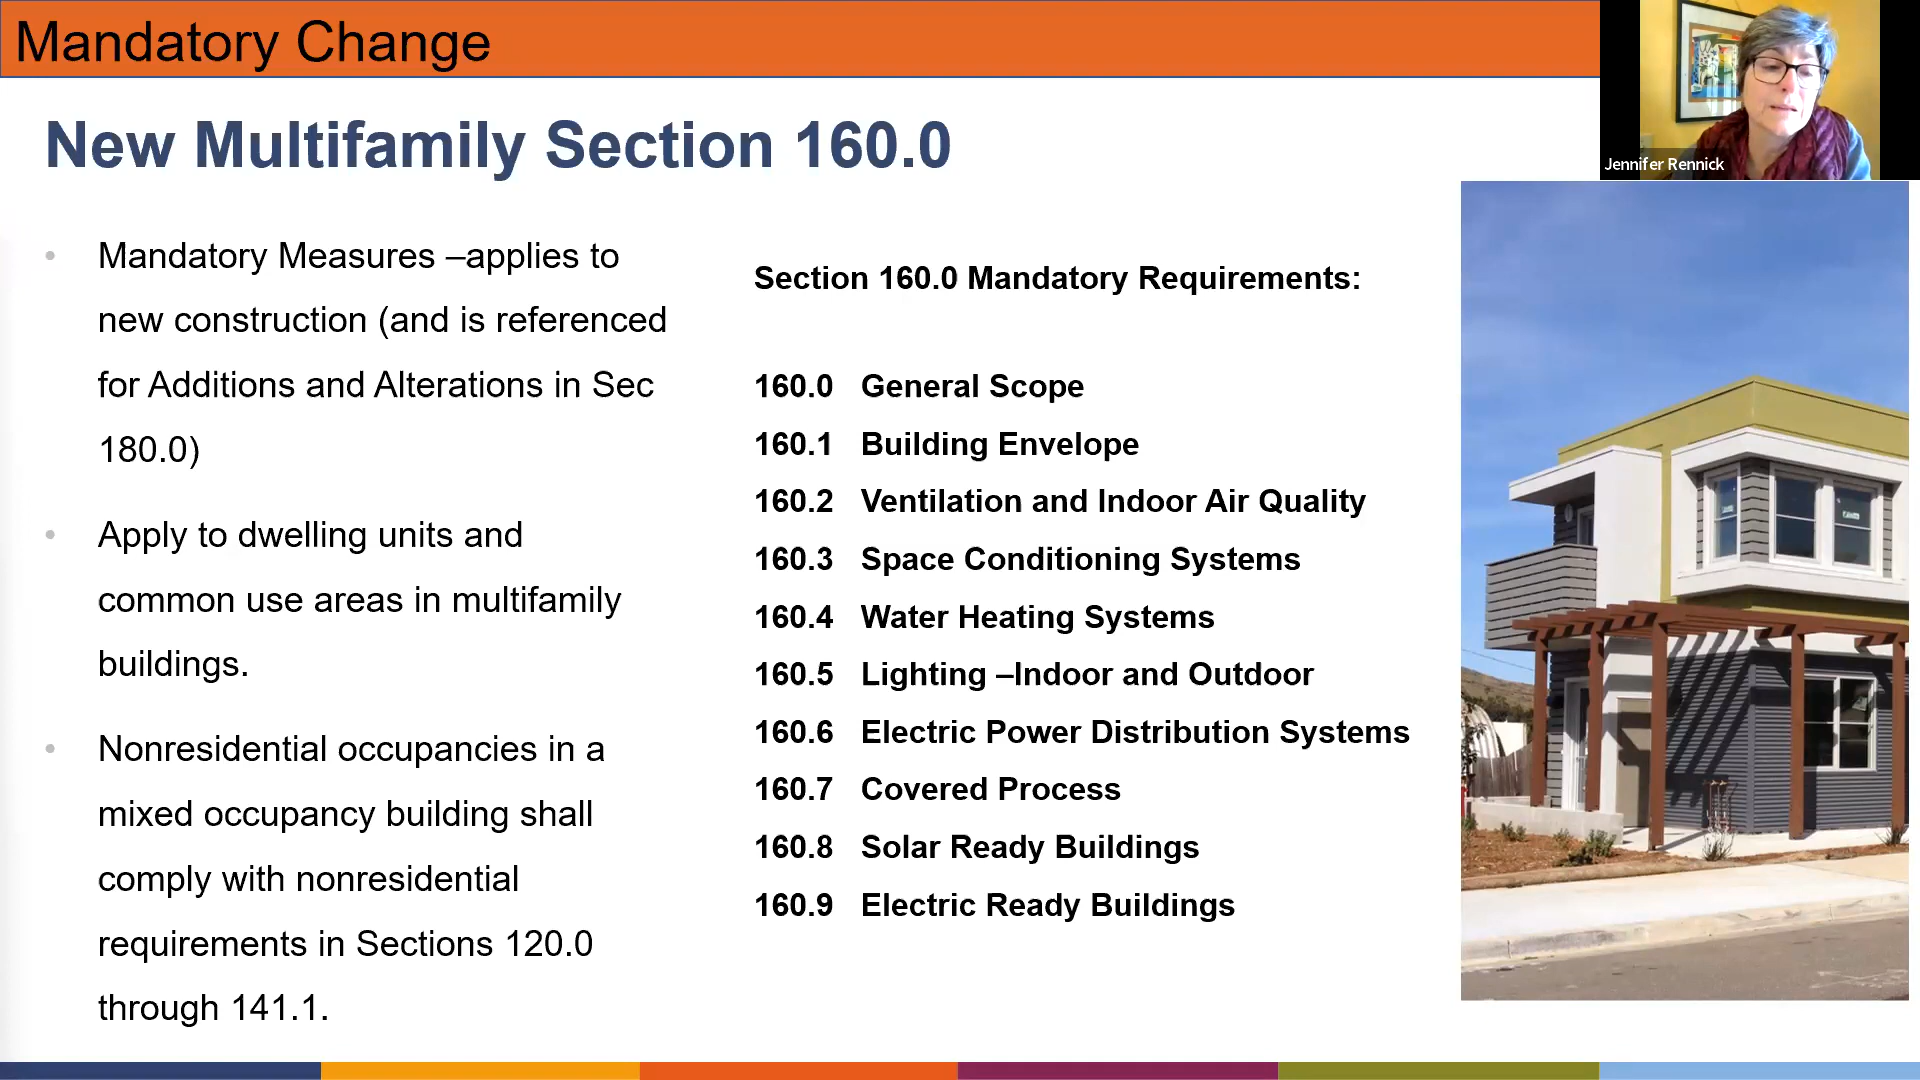 Mandatory Change
Jennifer Rennick
New Multifamily Section 160.0
• Mandatory Measures –applies to
new construction (and is referenced
for Additions and Alterations in Sec
180.0)
• Apply to dwelling units and
common use areas in multifamily
buildings.
• Nonresidential occupancies in a
mixed occupancy building shall
comply with nonresidential
requirements in Sections 120.0
through 141.1.
Section 160.0 Mandatory Requirements:
160.0 General Scope
160.1 Building Envelope
160.2 Ventilation and Indoor Air Quality
160.3 Space Conditioning Systems
160.4 Water Heating Systems
160.5 Lighting –Indoor and Outdoor
160.6 Electric Power Distribution Systems
160.7 Covered Process
160.8 Solar Ready Buildings
160.9 Electric Ready Buildings